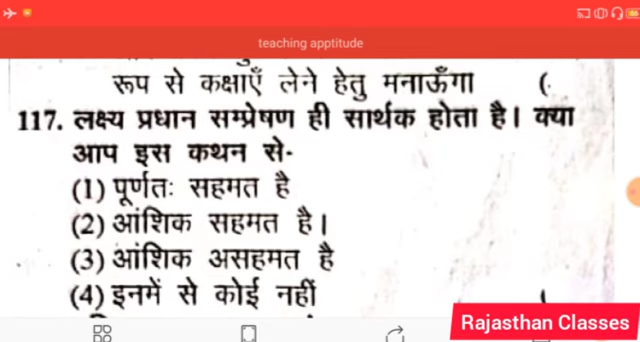 teaching apptitude
रूप से कक्षाएँ लेने हेतु मनाऊँगा (
117. लक्ष्य प्रधान सम्प्रेषण ही सार्थक होता है। क्या
आप इस कथन से-
(1) पूर्णतः सहमत है
(2) आंशिक सहमत है।
(3) आंशिक असहमत है
(4) इनमें से कोई नहीं
Rajasthan Classes